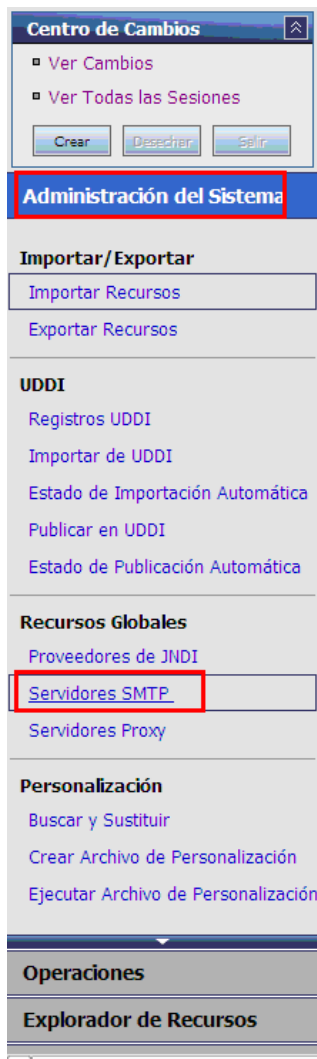 Centro de Cambios
Ver Cambios
Ver Todas las Sesiones
Crear Desechar Salir
Administración del Sistema
Importar/Exportar
Importar Recursos
Exportar Recursos
UDDI
Registros UDDI
Importar de UDDI
Estado de Importación Automática
Publicar en UDDI
Estado de Publicación Automática
Recursos Globales
Proveedores de JNDI
Servidores SMTP
Servidores Proxy
Personalización
Buscar y Sustituir
Crear Archivo de Personalización
Ejecutar Archivo de Personalización
Operaciones
Explorador de Recursos